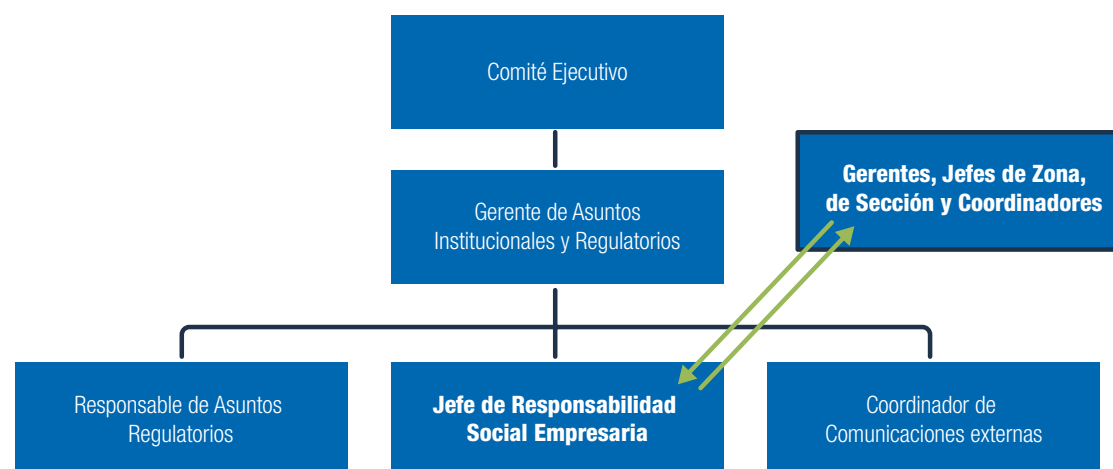 Comité Ejecutivo
Gerentes, Jefes de Zona,
de Sección y Coordinadores
Gerente de Asuntos
Institucionales y Regulatorios
Responsable de Asuntos
Regulatorios
Jefe de Responsabilidad
Social Empresaria
Coordinador de
Comunicaciones externas